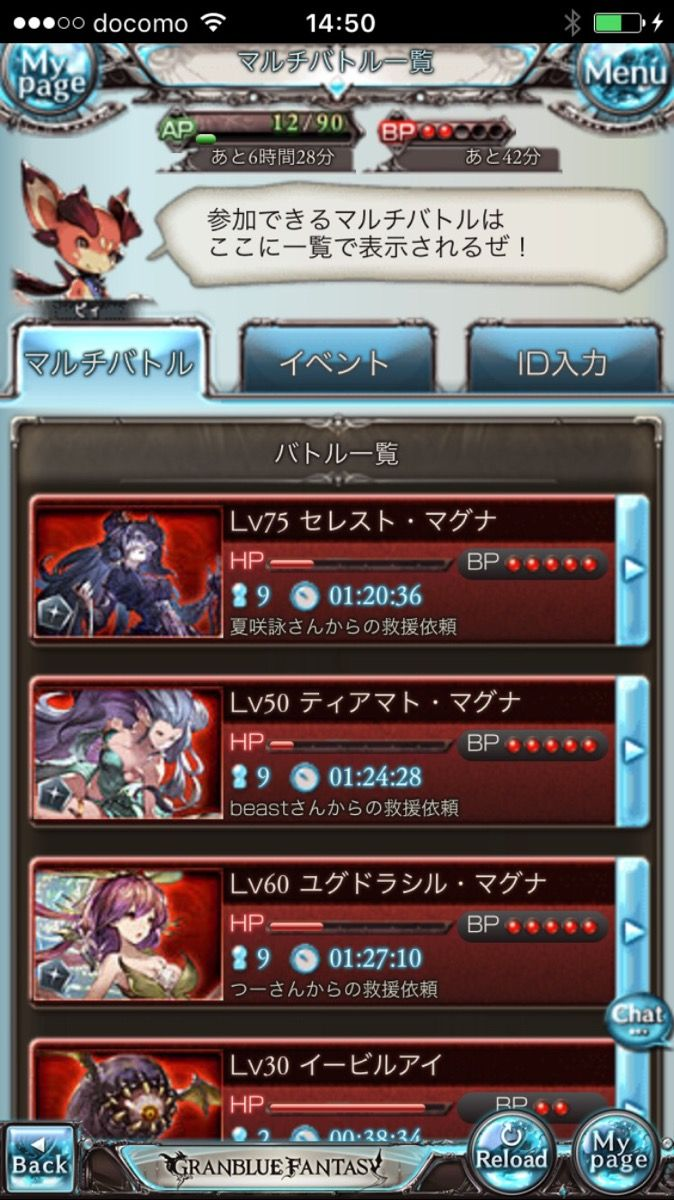 docomo 14:50
My page
マルチバトル一覧
Menu
AP 12/90
あと6時間28分
BP
あと42分
参加できるマルチバトルは
ここに一覧で表示されるぜ！
ビィ
マルチバトル
イベント
ID入力
バトル一覧
Lv75 セレスト・マグナ
HP BP
9 01:20:36
夏咲詠さんからの救援依頼
Lv50 ティアマト・マグナ
HP BP
9 01:24:28
beastさんからの救援依頼
Lv60 ユグドラシル・マグナ
HP BP
9 01:27:10
つーさんからの救援依頼
Chat
Lv30 イービルアイ
HP BP
2 00:38:34
Back
GRANBLUE FANTASY
Reload
My page